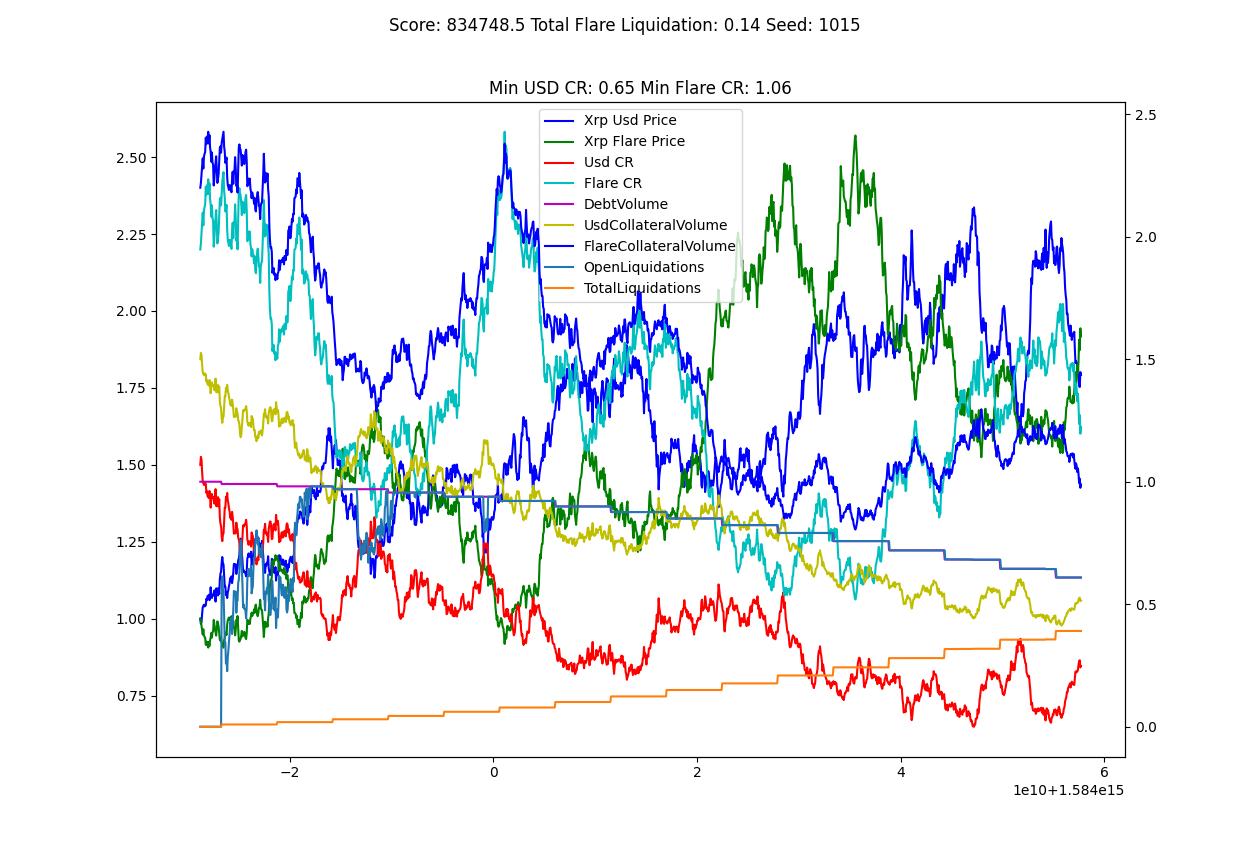 Score: 834748.5 Total Flare Liquidation: 0.14 Seed: 1015
Min USD CR: 0.65 Min Flare CR: 1.06
Xrp Usd Price
Xrp Flare Price
Usd CR
Flare CR
DebtVolume
UsdCollateralVolume
FlareCollateralVolume
OpenLiquidations
TotalLiquidations
2.50
2.25
2.00
1.75
1.50
1.25
1.00
0.75
2.5
2.0
1.5
1.0
0.5
0.0
−2 0 2 4 6
1e10+1.584e15